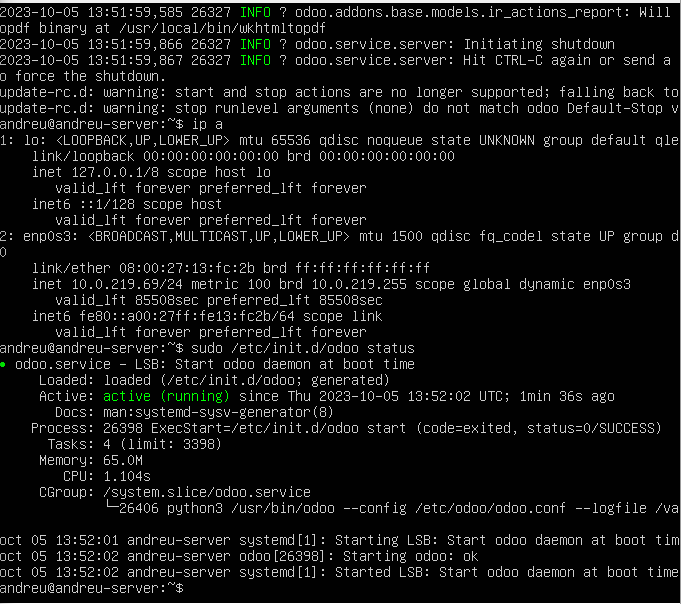 2023-10-05 13:51:59,585 26327 INFO ? odoo.addons.base.models.ir_actions_report: Will
opdf binary at /usr/local/bin/wkhtmltopdf
2023-10-05 13:51:59,866 26327 INFO ? odoo.service.server: Initiating shutdown
2023-10-05 13:51:59,867 26327 INFO ? odoo.service.server: Hit CTRL-C again or send a
o force the shutdown.
update-rc.d: warning: start and stop actions are no longer supported; falling back to
update-rc.d: warning: stop runlevel arguments (none) do not match odoo Default-Stop v
andreu@andreu-server:~$ ip a
1: lo: <LOOPBACK,UP,LOWER_UP> mtu 65536 qdisc noqueue state UNKNOWN group default qle
    link/loopback 00:00:00:00:00:00 brd 00:00:00:00:00:00
    inet 127.0.0.1/8 scope host lo
       valid_lft forever preferred_lft forever
    inet6 ::1/128 scope host
       valid_lft forever preferred_lft forever
2: enp0s3: <BROADCAST,MULTICAST,UP,LOWER_UP> mtu 1500 qdisc fq_codel state UP group d
0
    link/ether 08:00:27:13:fc:2b brd ff:ff:ff:ff:ff:ff
    inet 10.0.219.69/24 metric 100 brd 10.0.219.255 scope global dynamic enp0s3
       valid_lft 85508sec preferred_lft 85508sec
    inet6 fe80::a00:27ff:fe13:fc2b/64 scope link
       valid_lft forever preferred_lft forever
andreu@andreu-server:~$ sudo /etc/init.d/odoo status
● odoo.service - LSB: Start odoo daemon at boot time
     Loaded: loaded (/etc/init.d/odoo; generated)
     Active: active (running) since Thu 2023-10-05 13:52:02 UTC; 1min 36s ago
       Docs: man:systemd-sysv-generator(8)
    Process: 26398 ExecStart=/etc/init.d/odoo start (code=exited, status=0/SUCCESS)
      Tasks: 4 (limit: 3398)
     Memory: 65.0M
        CPU: 1.104s
     CGroup: /system.slice/odoo.service
             └─26406 python3 /usr/bin/odoo --config /etc/odoo/odoo.conf --logfile /va
oct 05 13:52:01 andreu-server systemd[1]: Starting LSB: Start odoo daemon at boot tim
oct 05 13:52:02 andreu-server odoo[26398]: Starting odoo: ok
oct 05 13:52:02 andreu-server systemd[1]: Started LSB: Start odoo daemon at boot time
andreu@andreu-server:~$